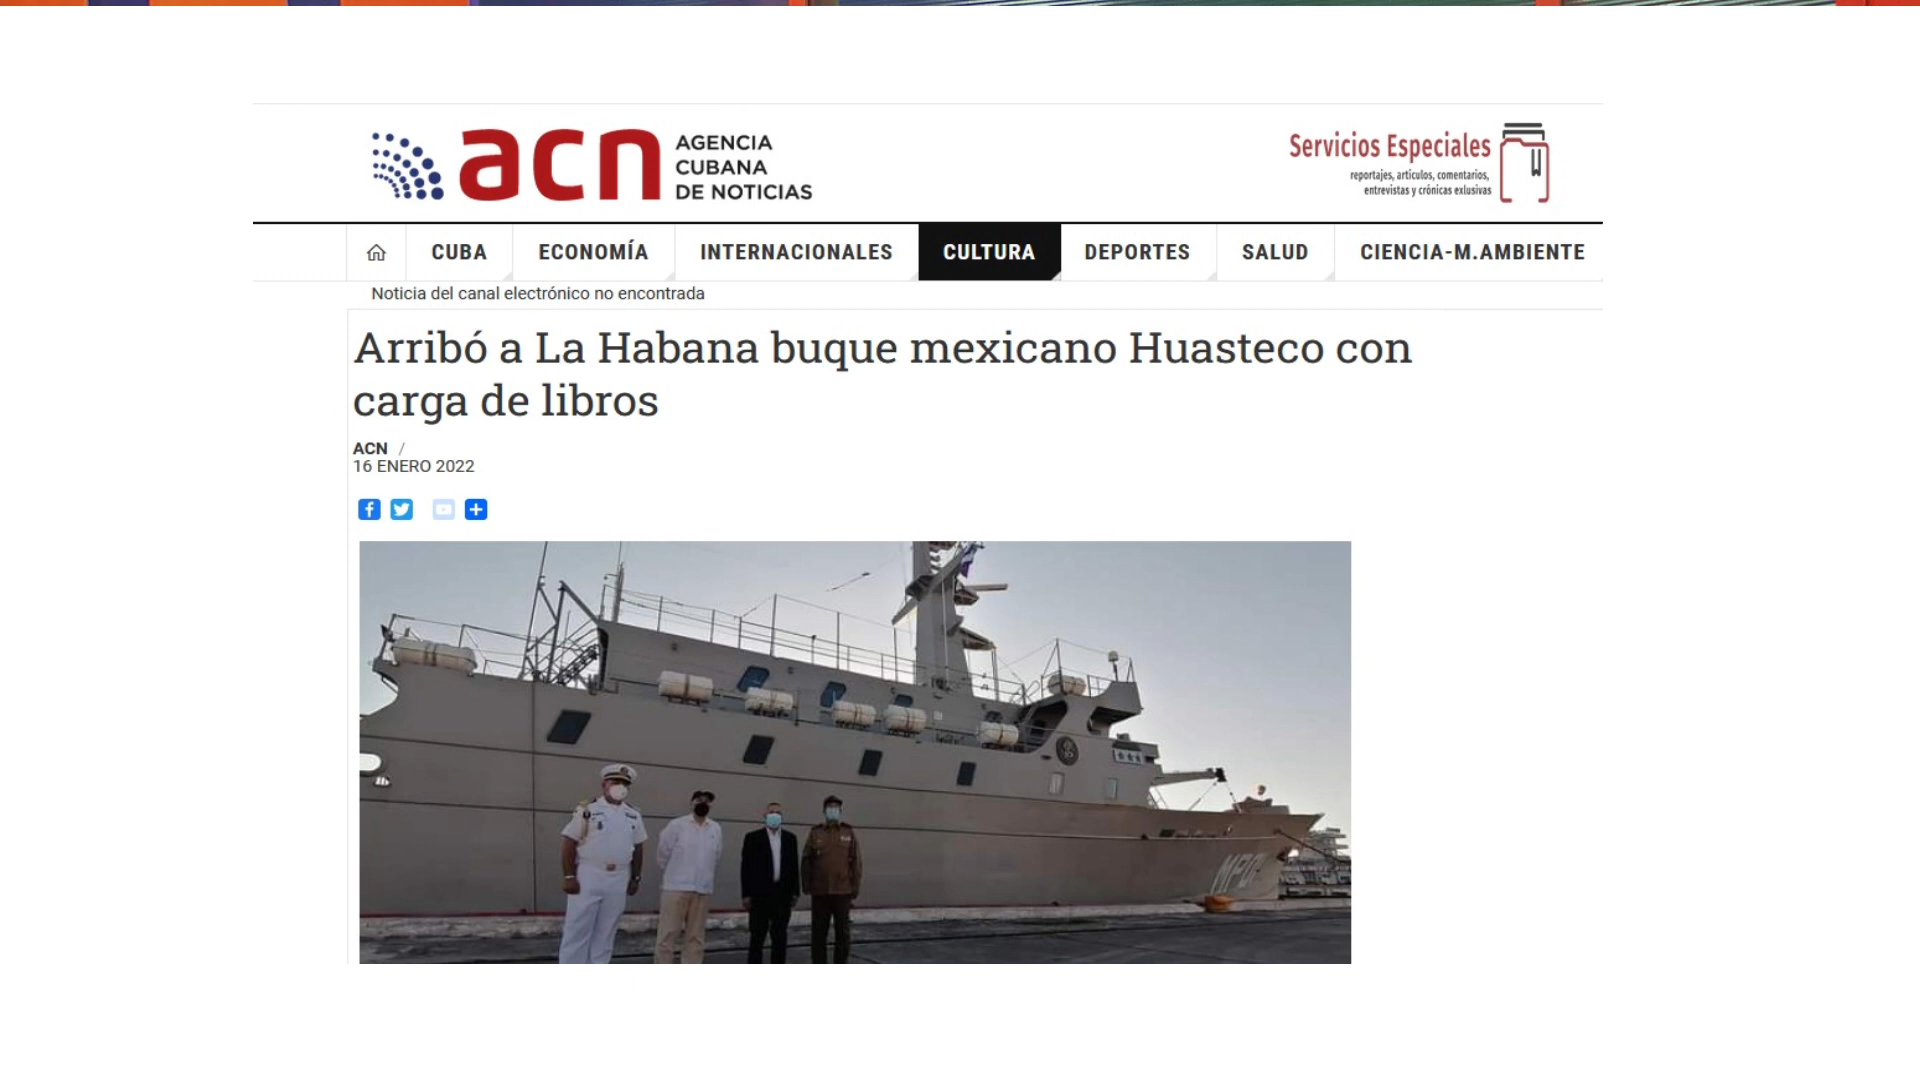 acn
AGENCIA
CUBANA
DE NOTICIAS
Servicios Especiales
reportajes, artículos, comentarios,
entrevistas y crónicas exlusivas
CUBA ECONOMÍA INTERNACIONALES CULTURA DEPORTES SALUD CIENCIA-M.AMBIENTE
Noticia del canal electrónico no encontrada
Arribó a La Habana buque mexicano Huasteco con
carga de libros
ACN /
16 ENERO 2022